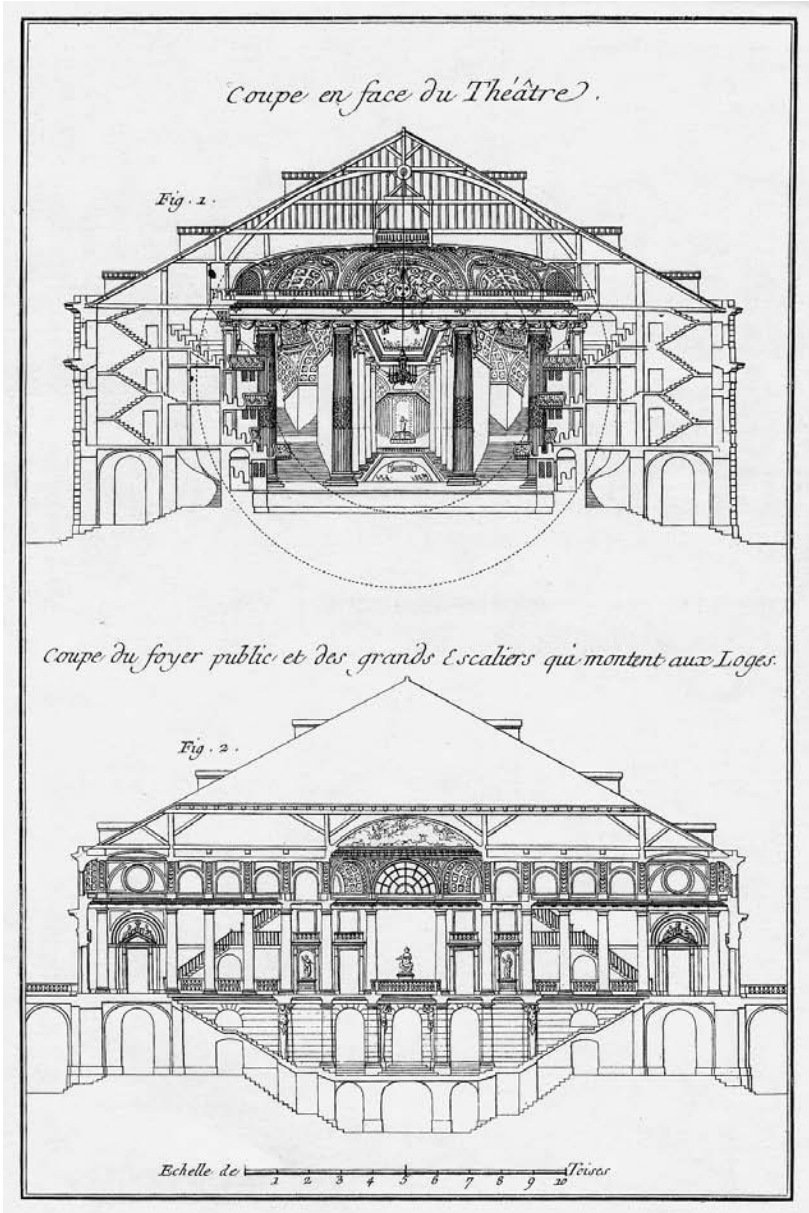 Coupe en face du Théâtre.
Fig. 1.
Coupe du foyer public et des grands Escaliers qui montent aux Loges.
Fig. 2.
Echelle de 1 2 3 4 5 6 7 8 9 10 Toises